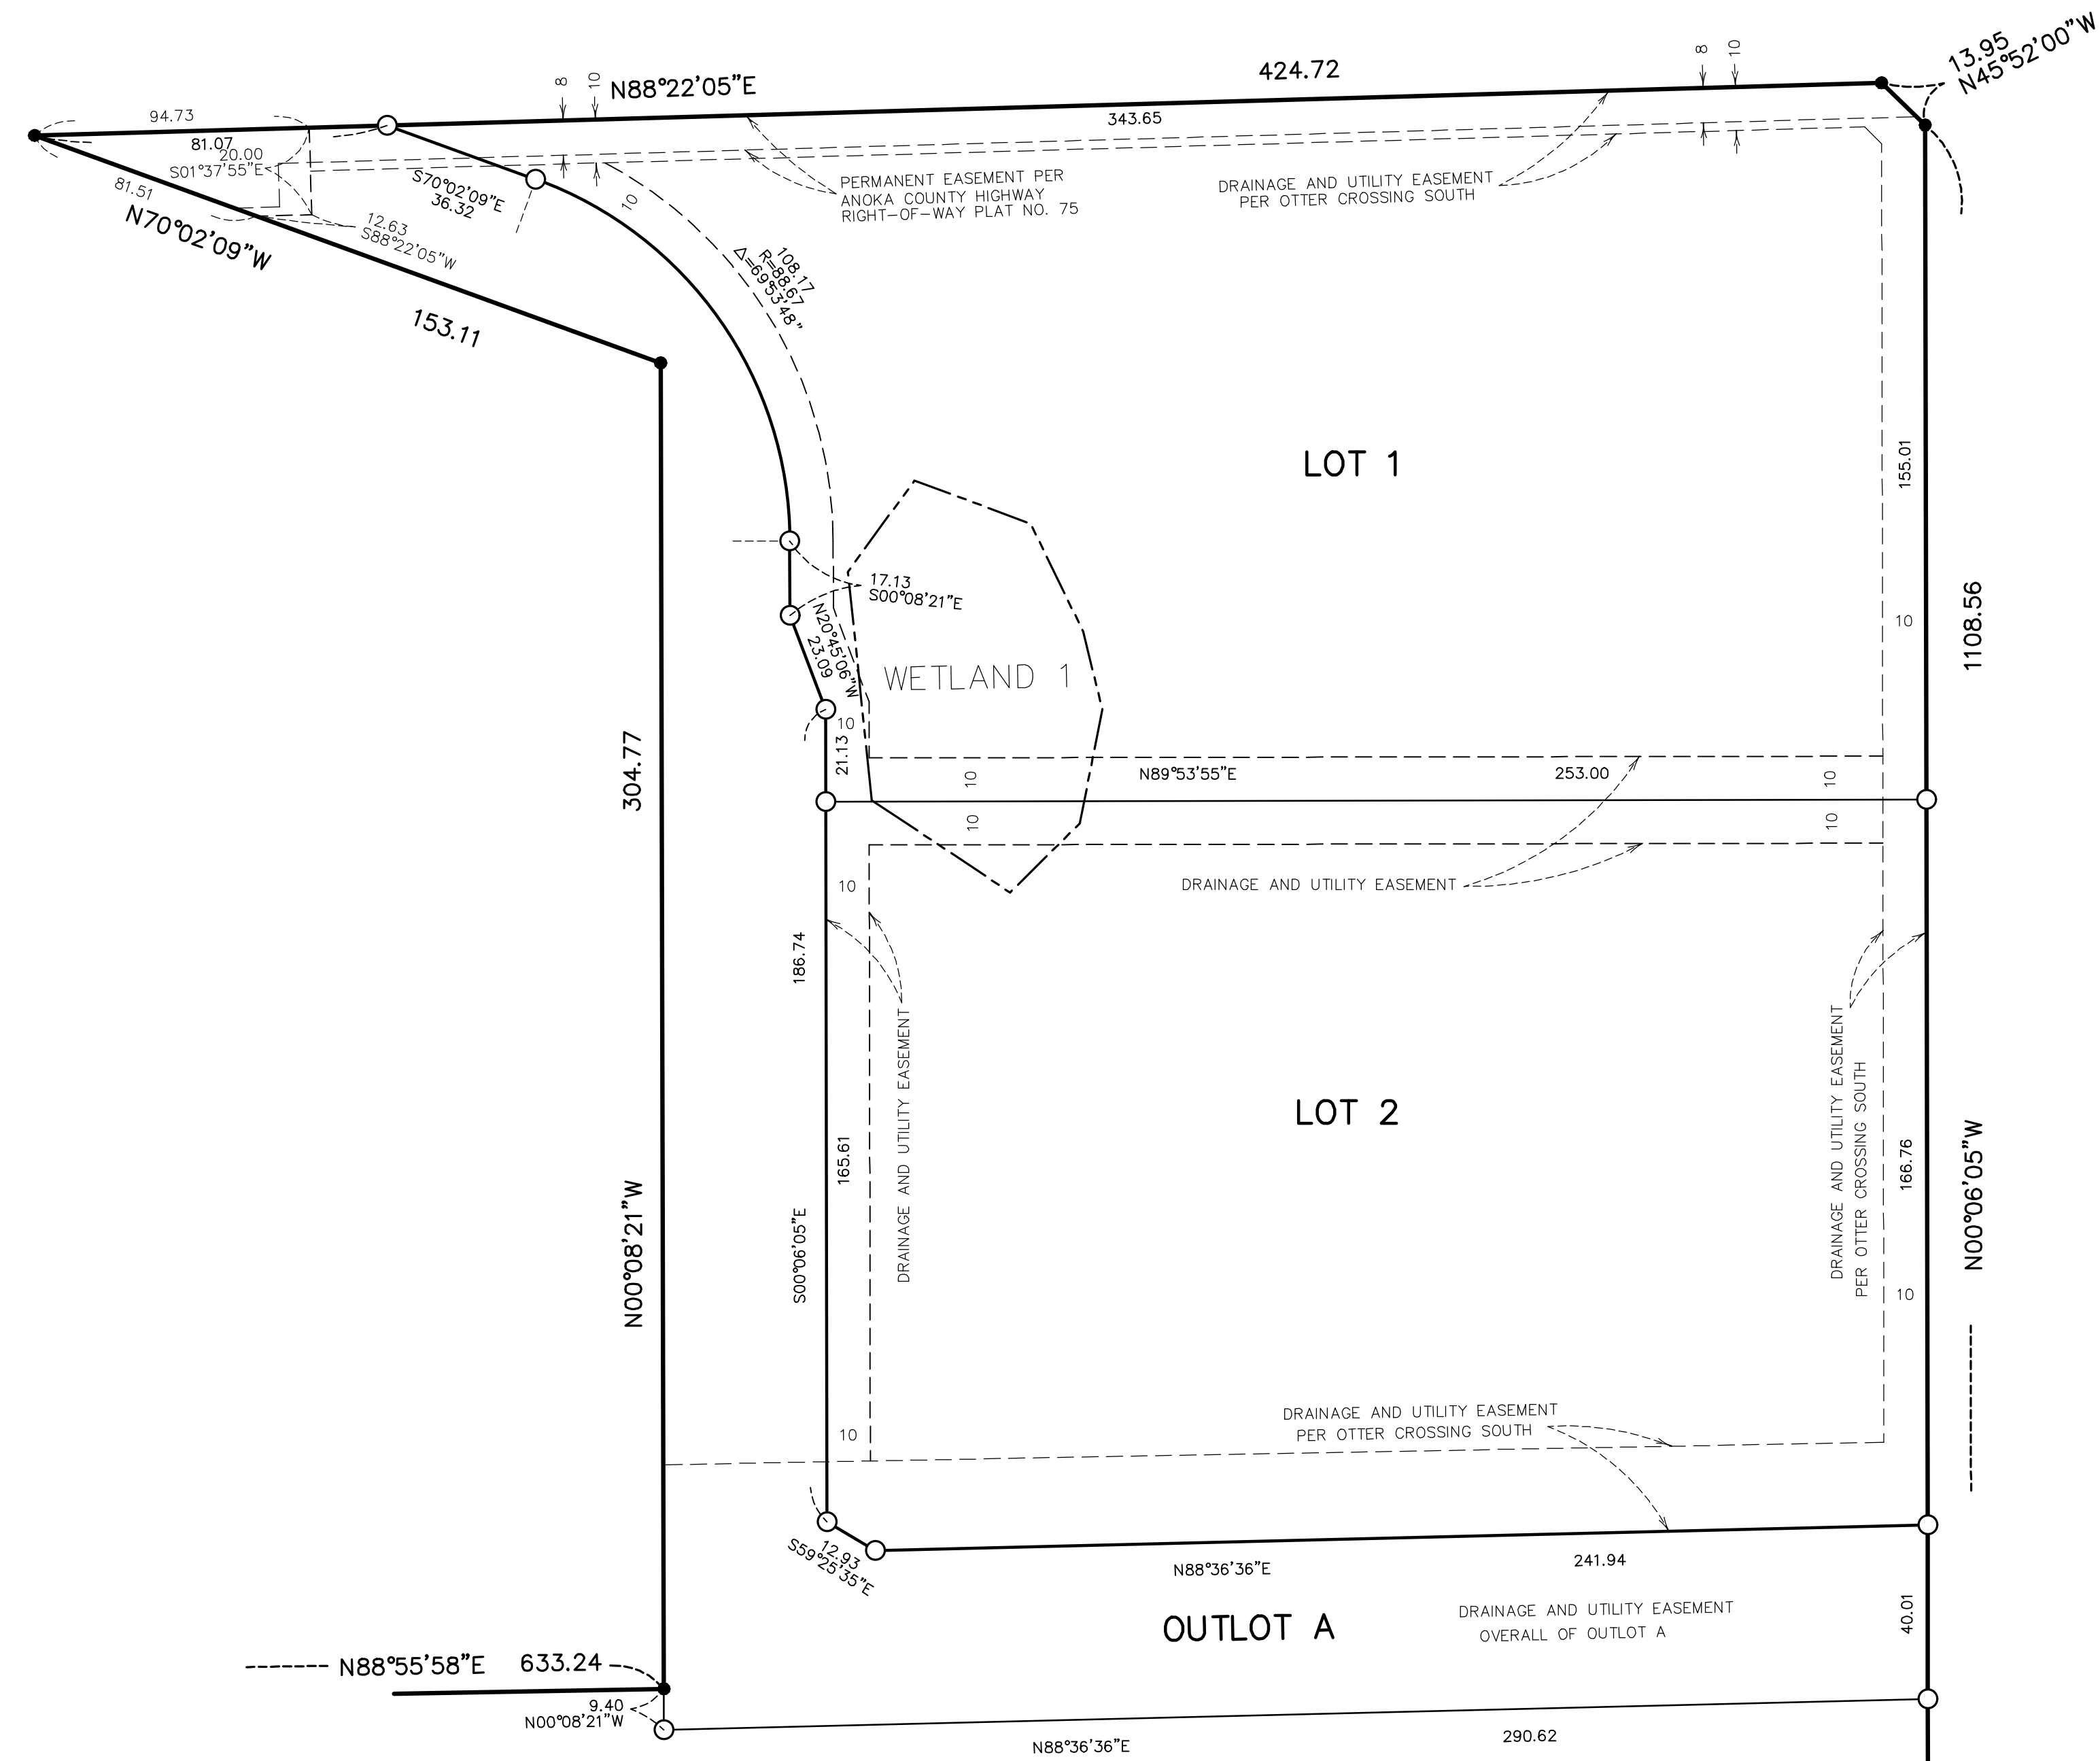 13.95
N45°52'00"W
424.72
N88°22'05"E
8
10
8
10
94.73
81.07
20.00
S01°37'55"E
343.65
81.51
N70°02'09"W
12.63
S88°22'05"W
S70°02'09"E
36.32
10
PERMANENT EASEMENT PER
ANOKA COUNTY HIGHWAY
RIGHT-OF-WAY PLAT NO. 75
DRAINAGE AND UTILITY EASEMENT
PER OTTER CROSSING SOUTH
108.17
R=88.67
△=69°53'48"
153.11
LOT 1
155.01
10
1108.56
17.13
S00°08'21"E
N20°45'06"W
23.09
WETLAND 1
10
21.13
304.77
10
N89°53'55"E
253.00
10
10
10
DRAINAGE AND UTILITY EASEMENT
10
186.74
DRAINAGE AND UTILITY EASEMENT
165.61
S00°06'05"E
LOT 2
DRAINAGE AND UTILITY EASEMENT
PER OTTER CROSSING SOUTH
166.76
N00°06'05"W
10
N00°08'21"W
10
DRAINAGE AND UTILITY EASEMENT
PER OTTER CROSSING SOUTH
12.93
S59°25'35"E
N88°36'36"E
241.94
OUTLOT A
DRAINAGE AND UTILITY EASEMENT
OVERALL OF OUTLOT A
40.01
N88°55'58"E 633.24
9.40
N00°08'21"W
N88°36'36"E
290.62